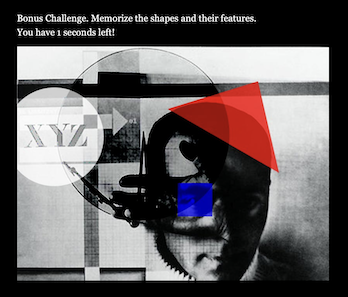 Bonus Challenge. Memorize the shapes and their features.
You have 1 seconds left!
XYZ